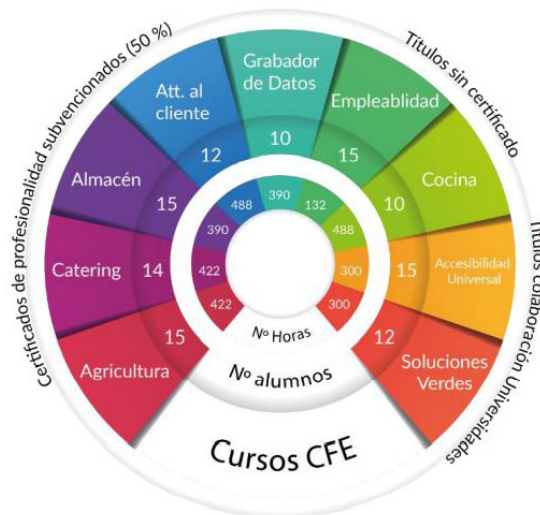 Certificados de profesionalidad subvencionados (50 %)
Títulos sin certificado
Títulos colaboración Universidades
Agricultura
15
422
Catering
14
422
Almacén
15
390
Att. al
cliente
12
488
Grabador
de Datos
10
390
Empleablidad
15
132
Cocina
10
488
Accesibilidad
Universal
15
300
Soluciones
Verdes
12
300
Nº Horas
Nº alumnos
Cursos CFE